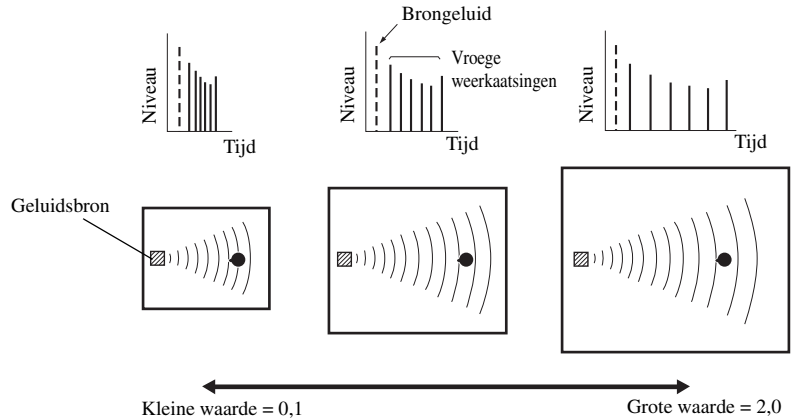 Brongeluid
Niveau
Tijd
Niveau
Vroege
weerkaatsingen
Tijd
Niveau
Tijd
Geluidsbron
Kleine waarde = 0,1
Grote waarde = 2,0